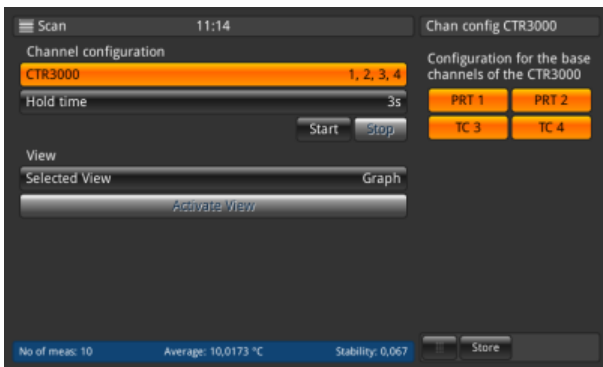 Scan 11:14
Channel configuration
CTR3000 1, 2, 3, 4
Hold time 3s
Start Stop
View
Selected View Graph
Activate View
No of meas: 10 Average: 10,0173 °C Stability: 0,067
Chan config CTR3000
Configuration for the base
channels of the CTR3000
PRT 1 PRT 2
TC 3 TC 4
Store